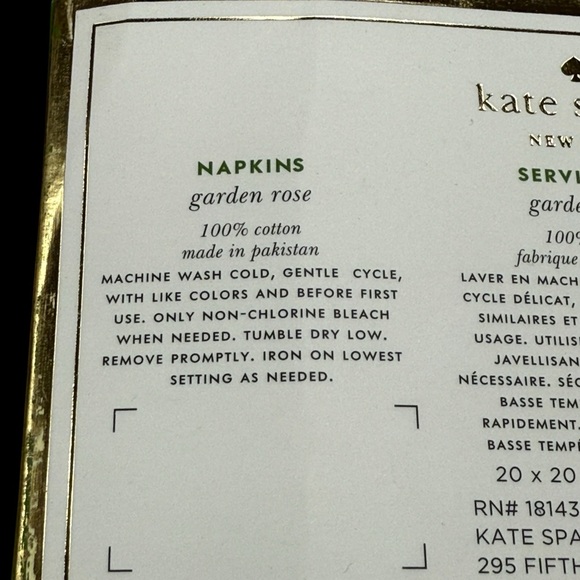 NAPKINS
garden rose
100% cotton
made in pakistan
MACHINE WASH COLD, GENTLE CYCLE,
WITH LIKE COLORS AND BEFORE FIRST
USE. ONLY NON-CHLORINE BLEACH
WHEN NEEDED. TUMBLE DRY LOW.
REMOVE PROMPTLY. IRON ON LOWEST
SETTING AS NEEDED.
kate
NEW
garde
100%
fabrique
LAVER EN MACH
CYCLE DÉLICAT,
SIMILAIRES ET
USAGE. UTILIS
JAVELLISAN
NÉCESSAIRE. SÉC
BASSE TEM
RAPIDEMENT.
BASSE TEMPÉ
20 x 20
RN# 18143
KATE SPA
295 FIFTH